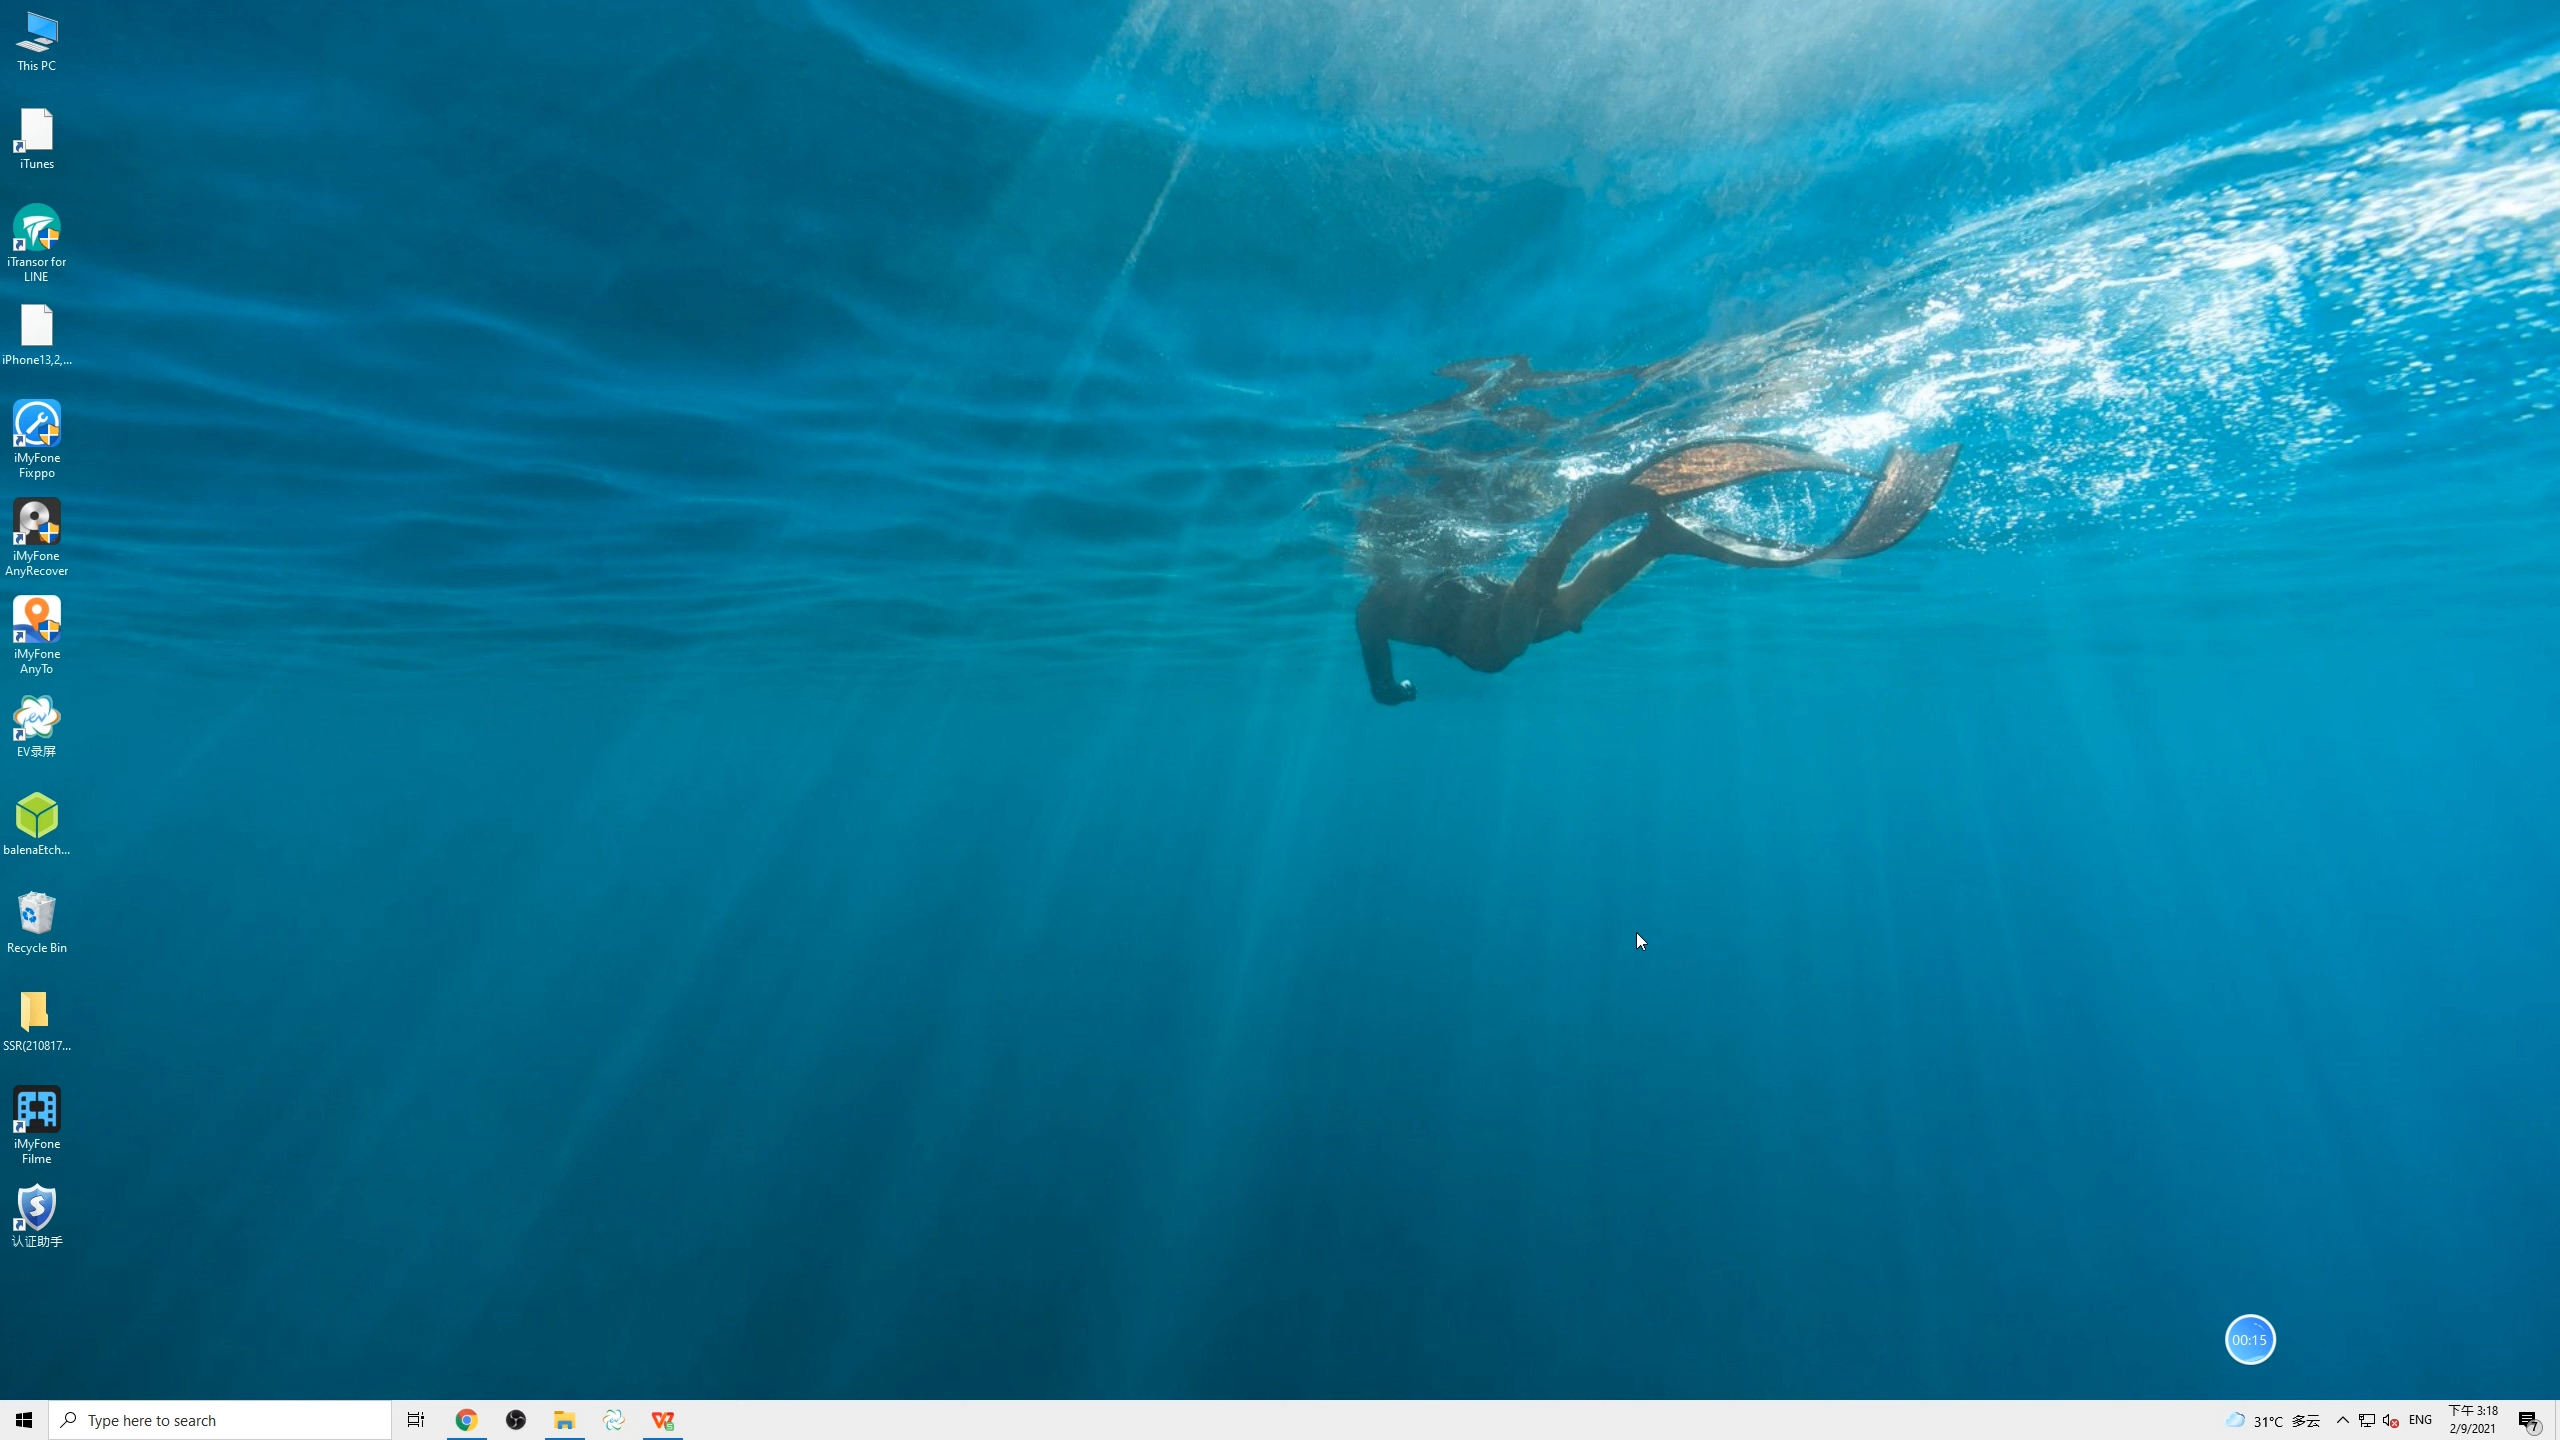 This PC
iTunes
iTransor for
LINE
iPhone13,2,...
iMyFone
Fixppo
iMyFone
AnyRecover
iMyFone
AnyTo
EV录屏
balenaEtch...
Recycle Bin
SSR(210817...
iMyFone
Filme
认证助手
00:15
Type here to search
31°C 多云
ENG
下午 3:18
2/9/2021
7